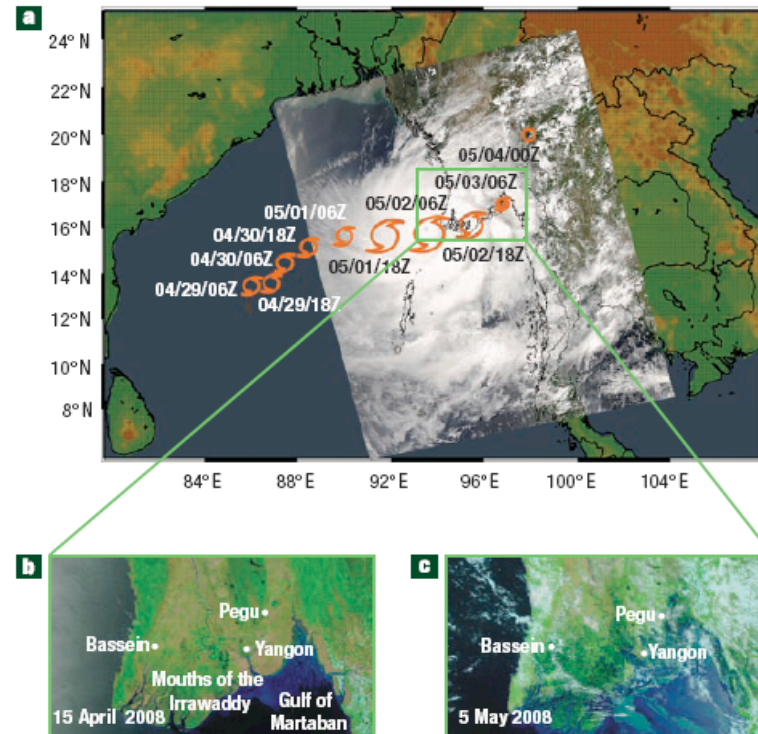 a
24° N
22° N
20° N
18° N
16° N
14° N
12° N
10° N
8° N
05/04/00Z
05/03/06Z
05/02/06Z
05/01/06Z
04/30/18Z
04/30/06Z
04/29/06Z
04/29/18Z
05/01/18Z
05/02/18Z
84° E
88° E
92° E
96° E
100° E
104° E
b
Pegu
Bassein
Yangon
Mouths of the
Irrawaddy
Gulf of
Martaban
15 April 2008
c
Pegu
Bassein
Yangon
5 May 2008